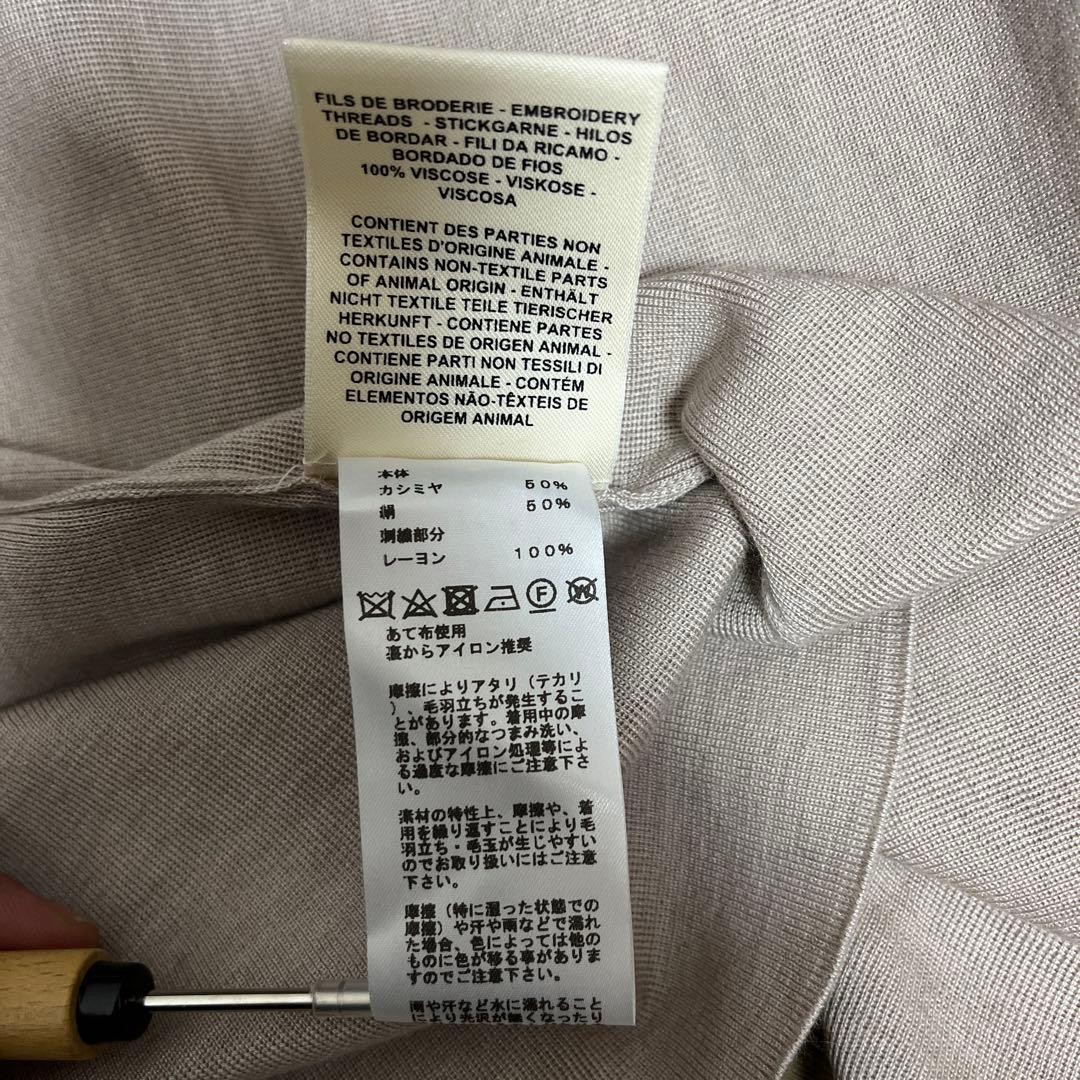 FILS DE BRODERIE - EMBROIDERY
THREADS - STICKGARNE - HILOS
DE BORDAR - FILI DA RICAMO -
BORDADO DE FIOS
100% VISCOSE - VISKOSE -
VISCOSA
CONTIENT DES PARTIES NON
TEXTILES D'ORIGINE ANIMALE -
CONTAINS NON-TEXTILE PARTS
OF ANIMAL ORIGIN - ENTHÄLT
NICHT TEXTILE TEILE TIERISCHER
HERKUNFT - CONTIENE PARTES
NO TEXTILES DE ORIGEN ANIMAL -
CONTIENE PARTI NON TESSILI DI
ORIGINE ANIMALE - CONTÉM
ELEMENTOS NÃO-TÊXTEIS DE
ORIGEM ANIMAL
本体
カシミヤ 50%
絹 50%
刺繍部分
レーヨン 100%
F W
あて布使用
裏からアイロン推奨
摩擦によりアタリ（テカリ
）、毛羽立ちが発生するこ
とがあります。着用中の摩
擦、部分的なつまみ洗い、
およびアイロン処理等によ
る過度な摩擦にご注意下さ
い。
素材の特性上、摩擦や、着
用を繰り返すことにより毛
羽立ち・毛玉が生じやすい
のでお取り扱いにはご注意
下さい。
摩擦（特に湿った状態での
摩擦）や汗や雨などで濡れ
た場合、色によっては他の
ものに色が移る事がありま
すのでご注意下さい。
雨や汗など水に濡れること
により光沢が無くなったり